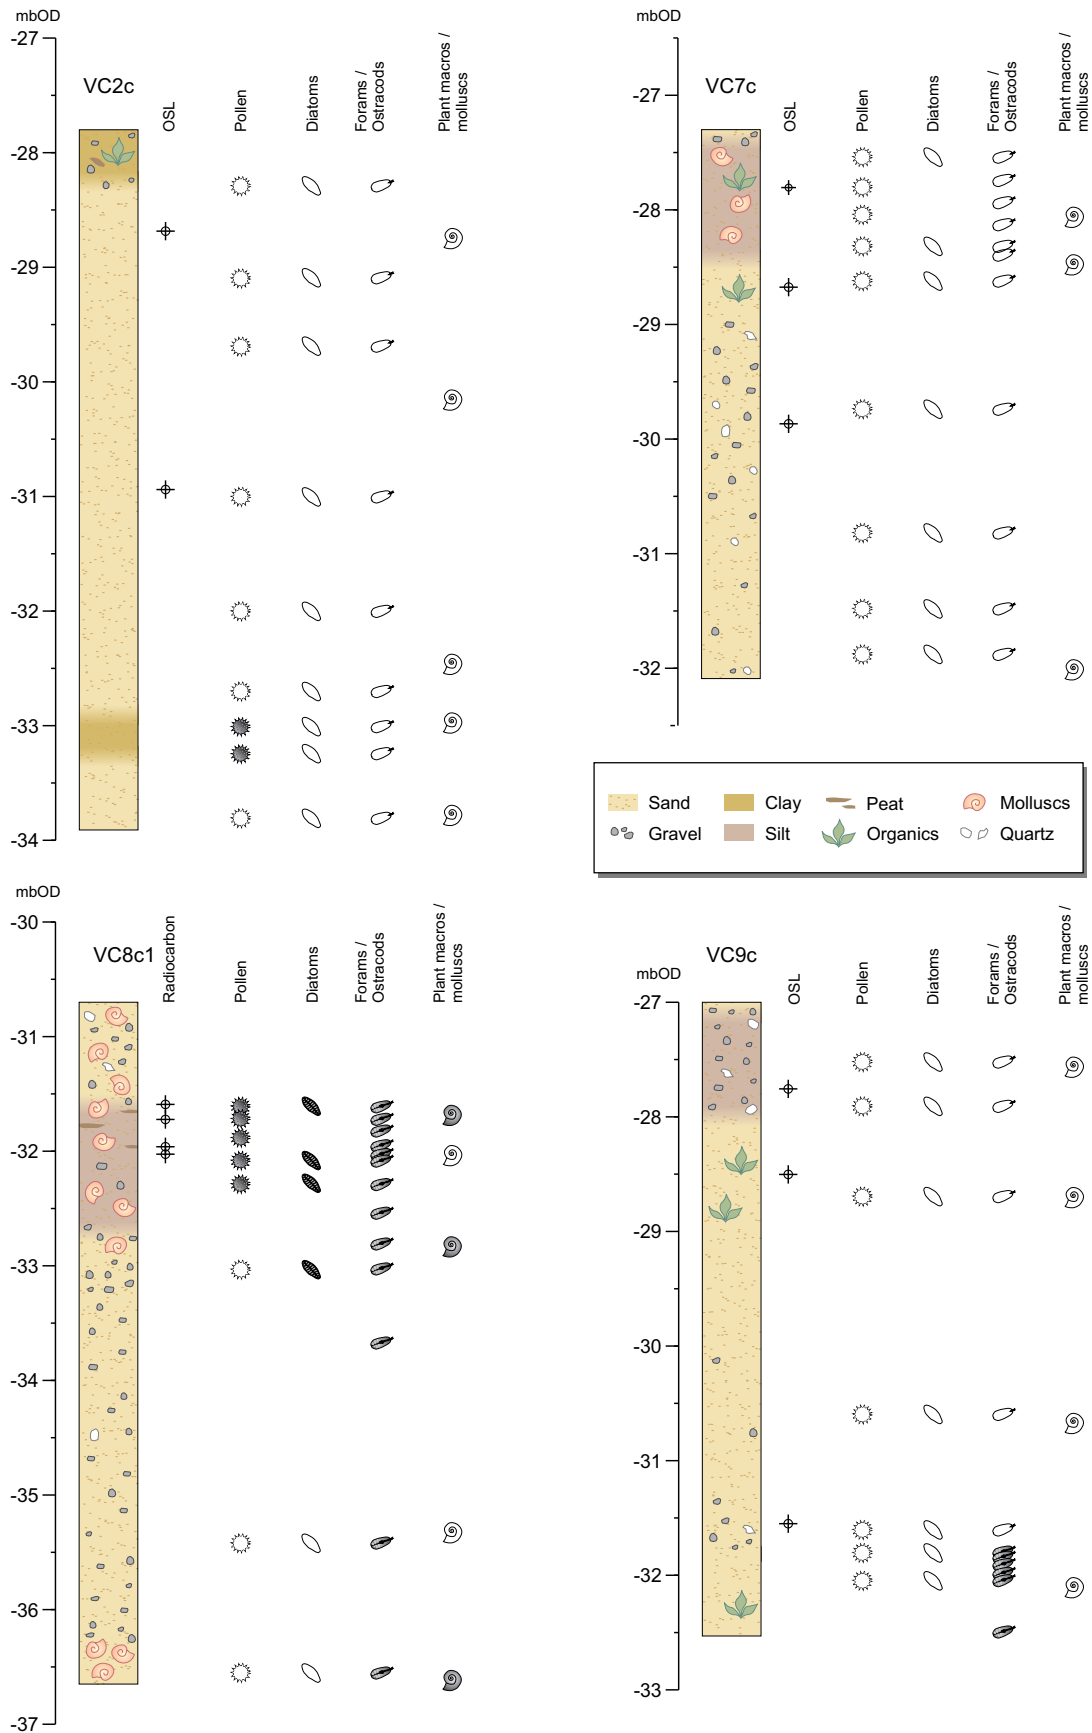 mbOD
-27
-28
-29
-30
-31
-32
-33
-34
VC2c
OSL
Pollen
Diatoms
Forams /
Ostracods
Plant macros /
molluscs
mbOD
-27
-28
-29
-30
-31
-32
VC7c
OSL
Pollen
Diatoms
Forams /
Ostracods
Plant macros /
molluscs
Sand
Clay
Peat
Molluscs
Gravel
Silt
Organics
Quartz
mbOD
-30
-31
-32
-33
-34
-35
-36
-37
VC8c1
Radiocarbon
Pollen
Diatoms
Forams /
Ostracods
Plant macros /
molluscs
mbOD
-27
-28
-29
-30
-31
-32
-33
VC9c
OSL
Pollen
Diatoms
Forams /
Ostracods
Plant macros /
molluscs